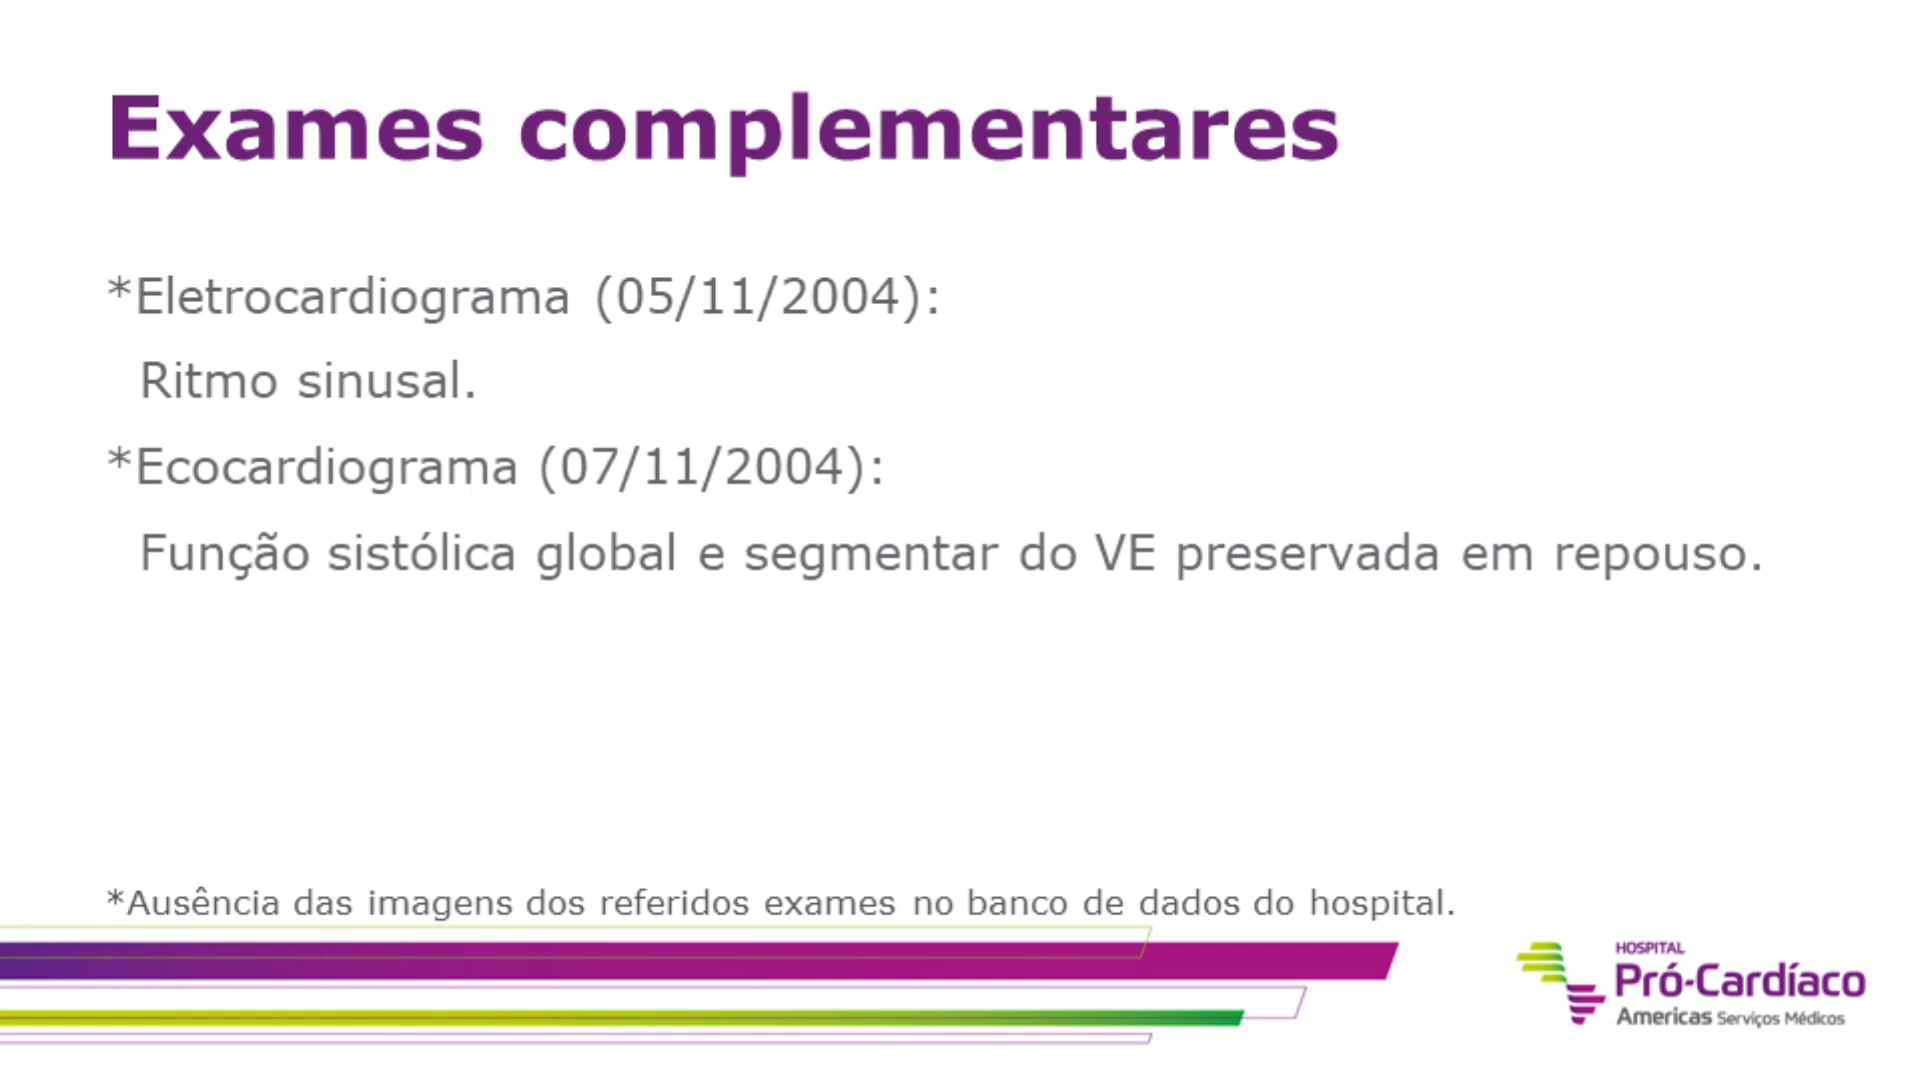 Exames complementares
*Eletrocardiograma (05/11/2004):
Ritmo sinusal.
*Ecocardiograma (07/11/2004):
Função sistólica global e segmentar do VE preservada em repouso.
*Ausência das imagens dos referidos exames no banco de dados do hospital.
HOSPITAL
Pró-Cardíaco
Americas Serviços Médicos